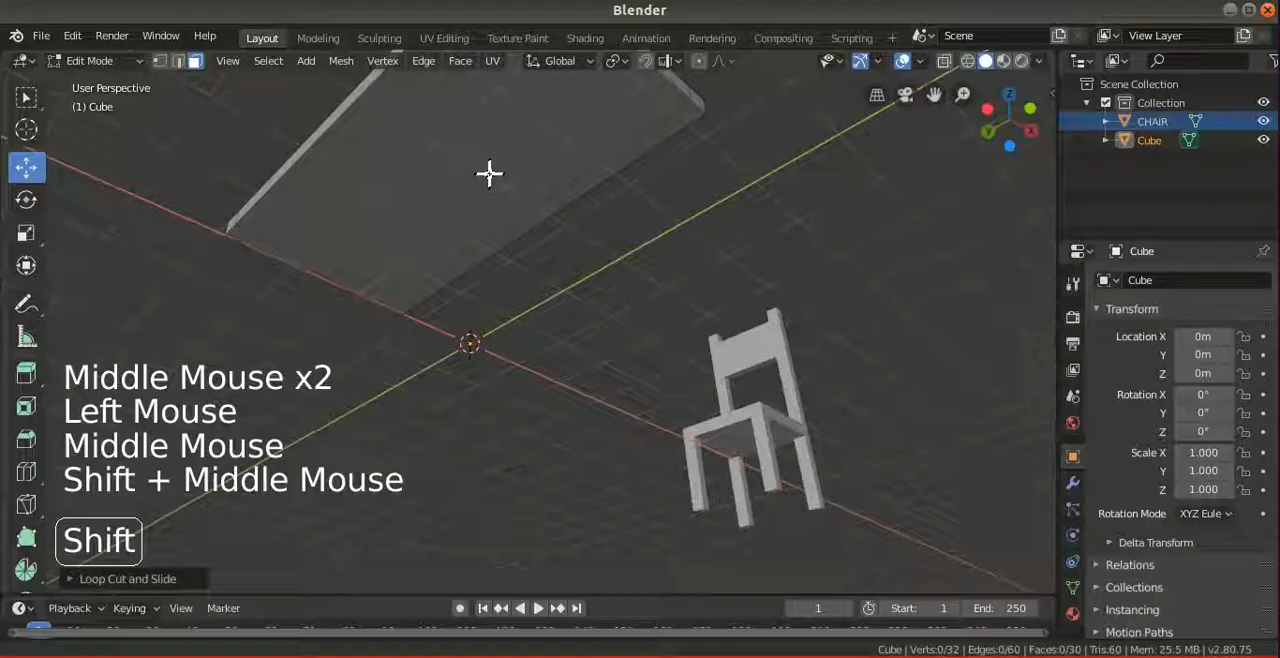 Blender
File Edit Render Window Help Layout Modeling Sculpting UV Editing Texture Paint Shading Animation Rendering Compositing Scripting + Scene View Layer
Edit Mode View Select Add Mesh Vertex Edge Face UV Global
User Perspective
(1) Cube
Scene Collection
Collection
CHAIR
Cube
Z
X
Y
Cube
Cube
Transform
Location X 0m
Y 0m
Z 0m
Rotation X 0°
Y 0°
Z 0°
Scale X 1.000
Y 1.000
Z 1.000
Rotation Mode XYZ Eule
Delta Transform
Relations
Collections
Instancing
Motion Paths
Middle Mouse x2
Left Mouse
Middle Mouse
Shift + Middle Mouse
Shift
Loop Cut and Slide
Playback Keying View Marker 1 Start: 1 End: 250
Cube | Verts:0/32 | Edges:0/60 | Faces:0/30 | Tris:60 | Mem: 25.5 MB | v2.80.75